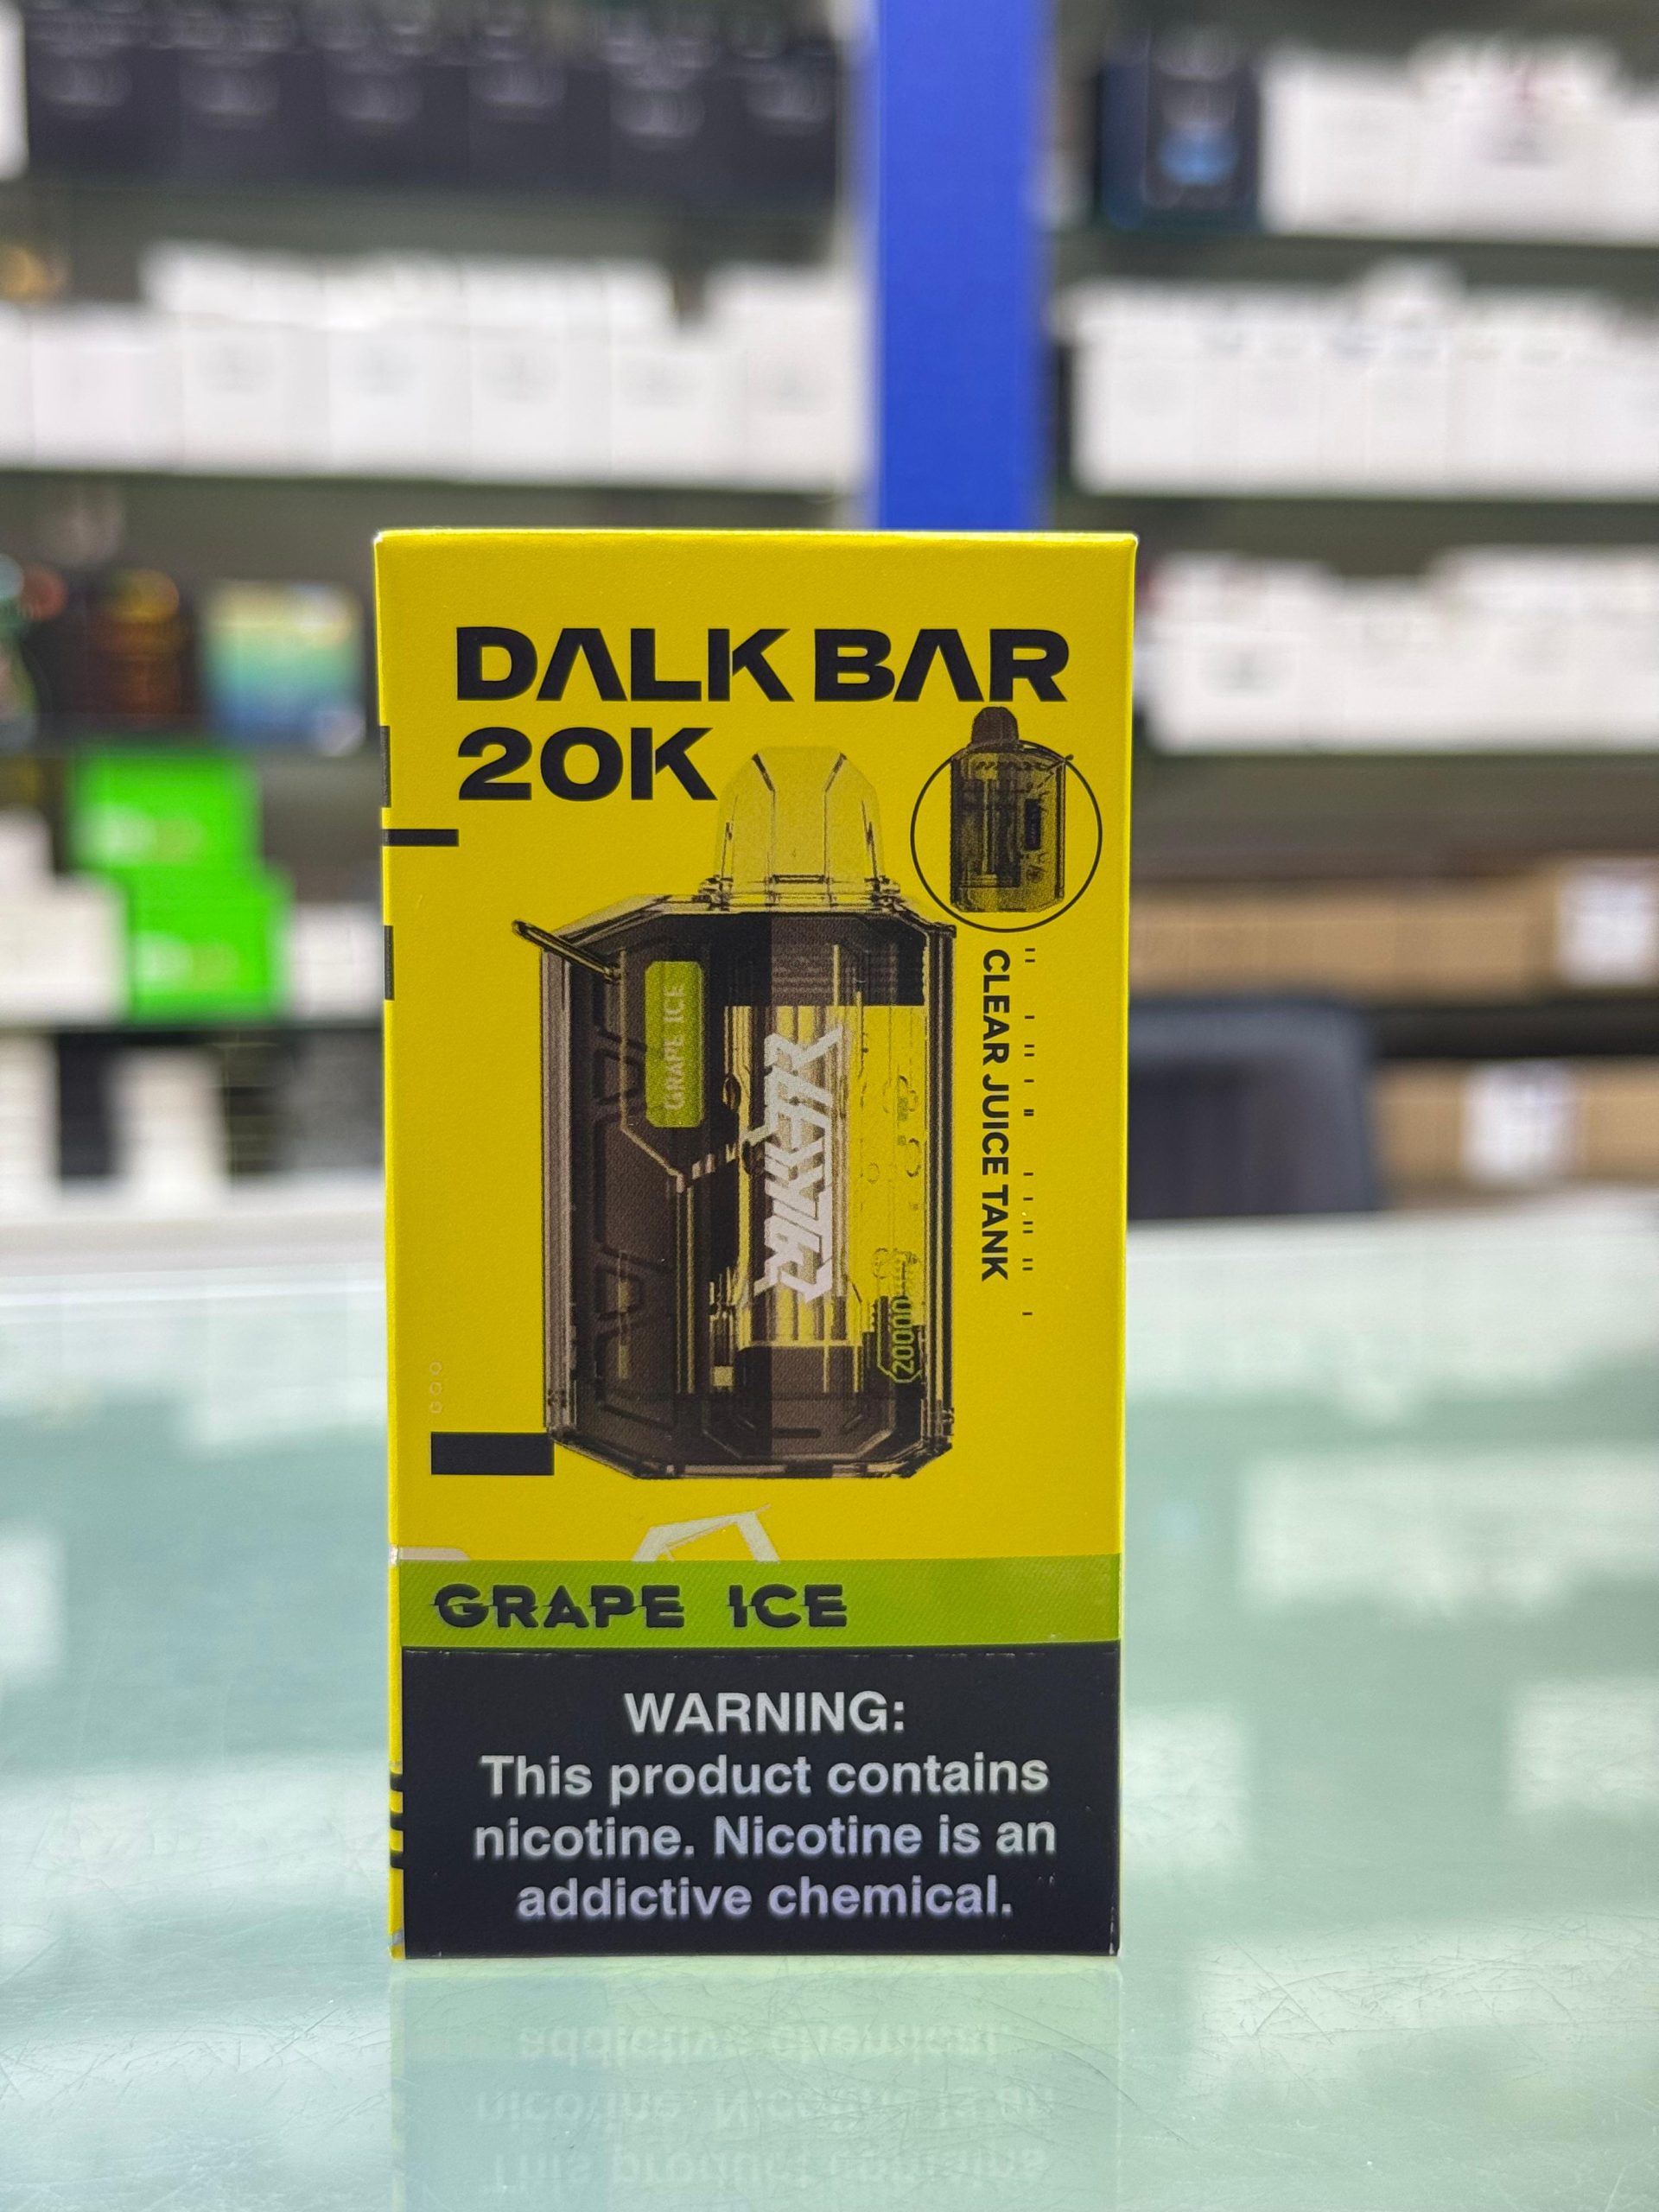 DALK BAR
20K
CLEAR JUICE TANK
GRAPE ICE
20000
GRAPE ICE
WARNING:
This product contains
nicotine. Nicotine is an
addictive chemical.